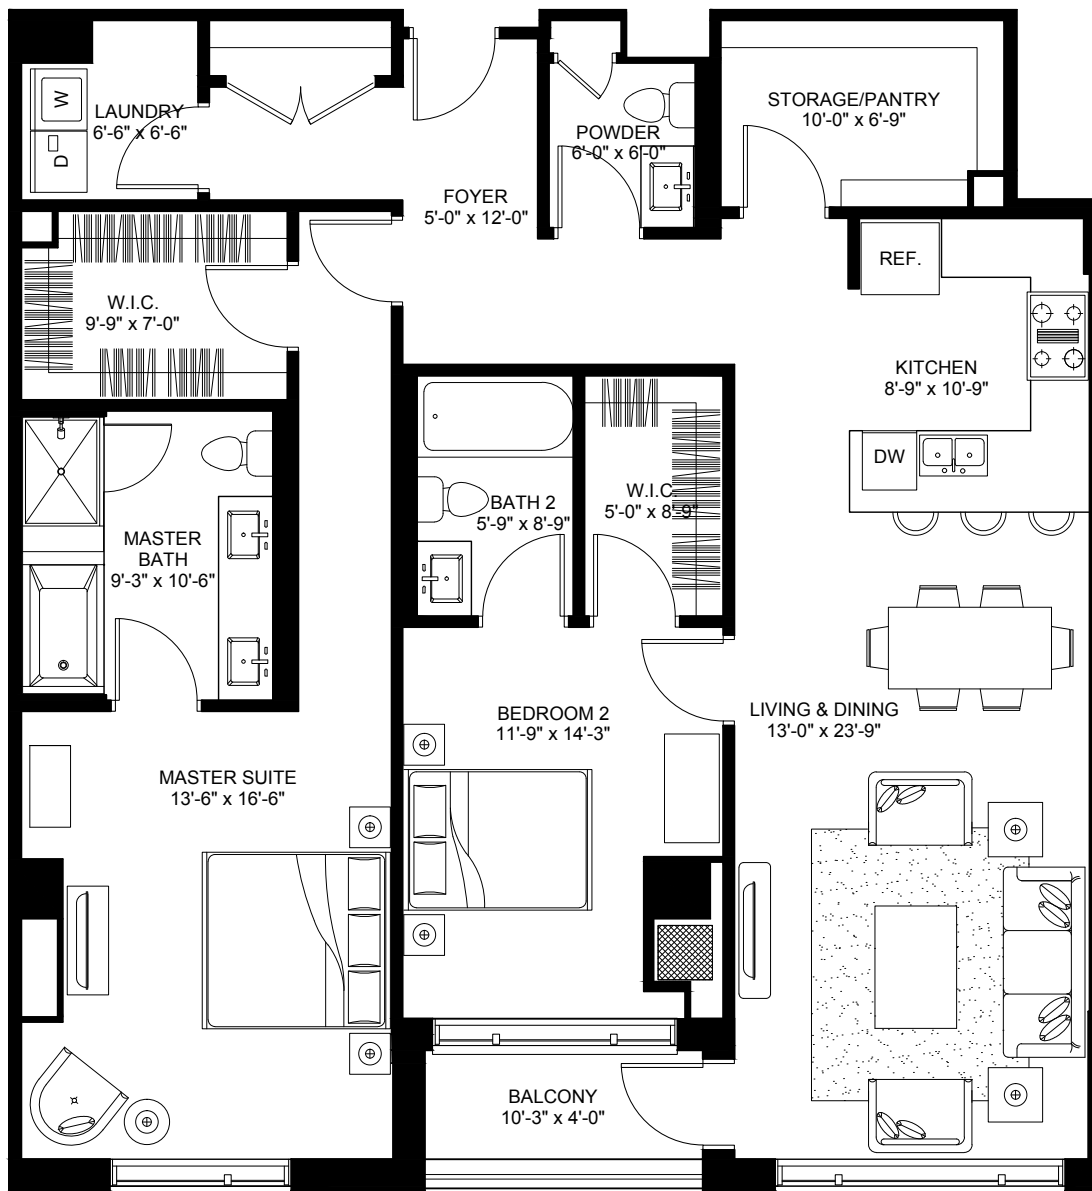 W
D
LAUNDRY
6'-6" x 6'-6"
STORAGE/PANTRY
10'-0" x 6'-9"
POWDER
6'-0" x 6'-0"
FOYER
5'-0" x 12'-0"
W.I.C.
9'-9" x 7'-0"
REF.
KITCHEN
8'-9" x 10'-9"
DW
W.I.C.
5'-0" x 8'-9"
BATH 2
5'-9" x 8'-9"
MASTER
BATH
9'-3" x 10'-6"
BEDROOM 2
11'-9" x 14'-3"
LIVING & DINING
13'-0" x 23'-9"
MASTER SUITE
13'-6" x 16'-6"
BALCONY
10'-3" x 4'-0"